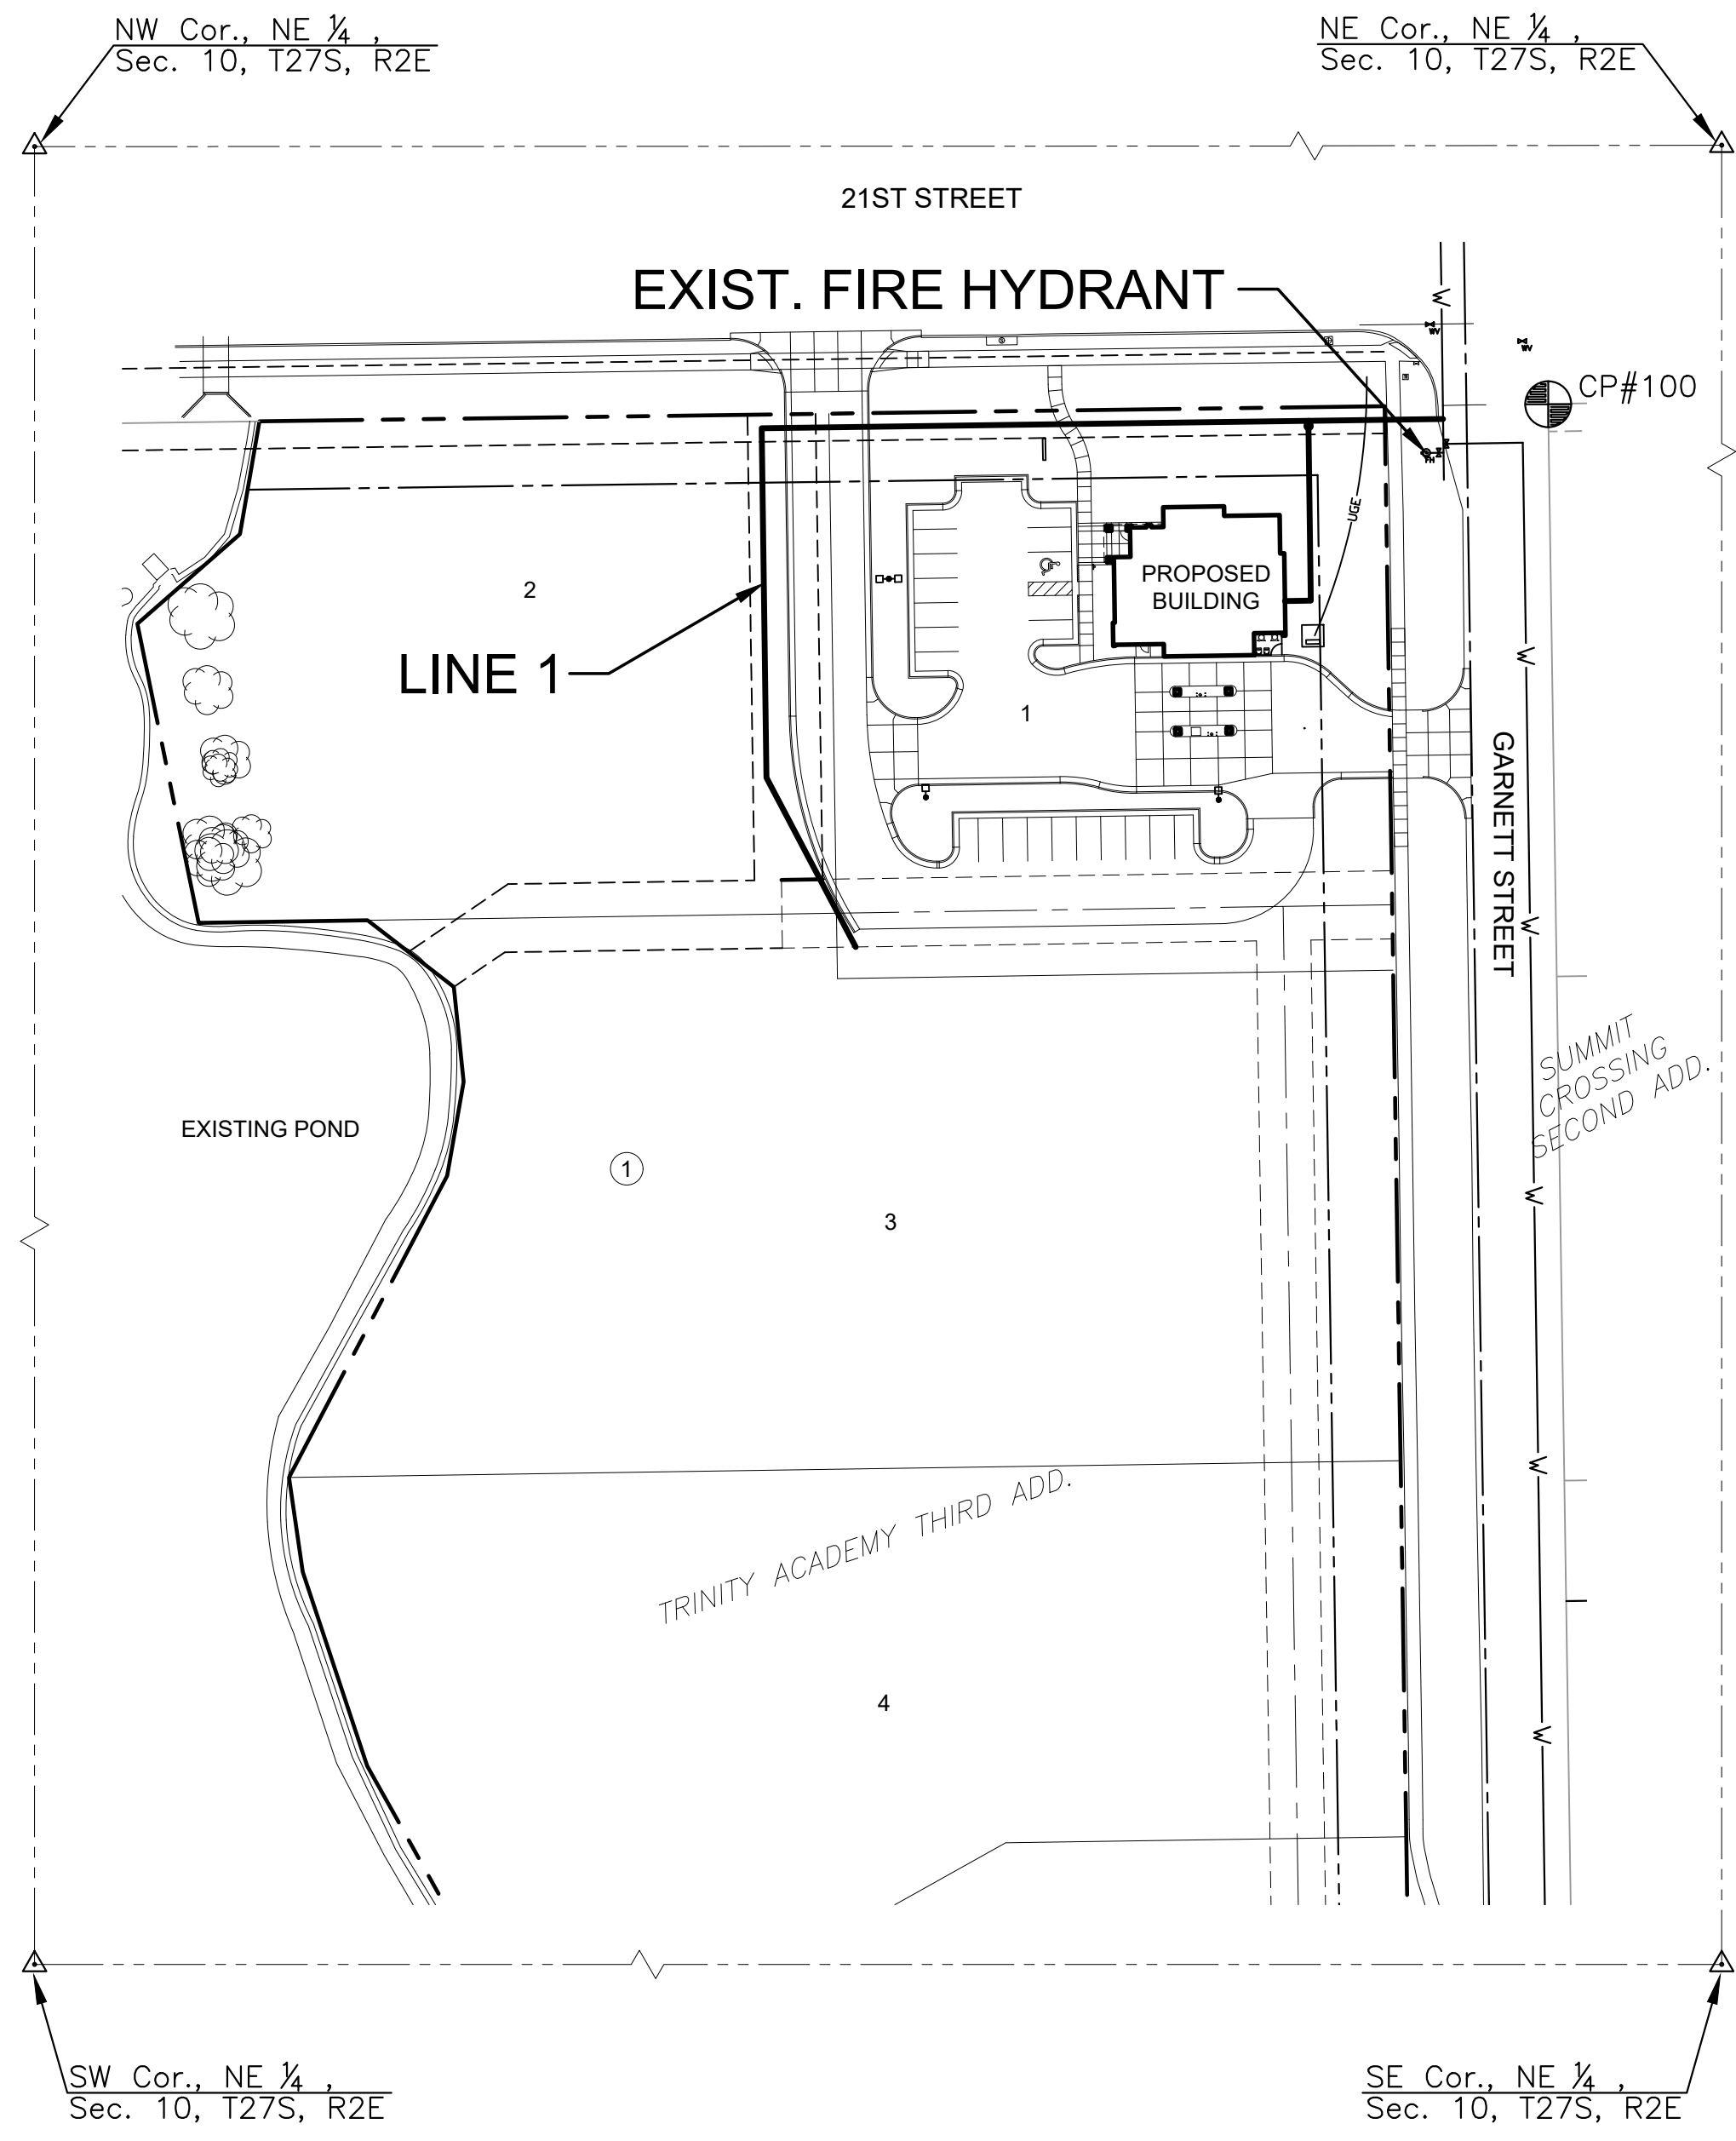 NW Cor., NE ¼ ,
Sec. 10, T27S, R2E
NE Cor., NE ¼ ,
Sec. 10, T27S, R2E
21ST STREET
EXIST. FIRE HYDRANT
W
WV
WV
CP#100
FH
UGE
2
PROPOSED
BUILDING
LINE 1
W
1
GARNETT STREET
W
SUMMIT
CROSSING
SECOND ADD.
EXISTING POND
1
W
3
W
TRINITY ACADEMY THIRD ADD.
4
W
SW Cor., NE ¼ ,
Sec. 10, T27S, R2E
SE Cor., NE ¼ ,
Sec. 10, T27S, R2E